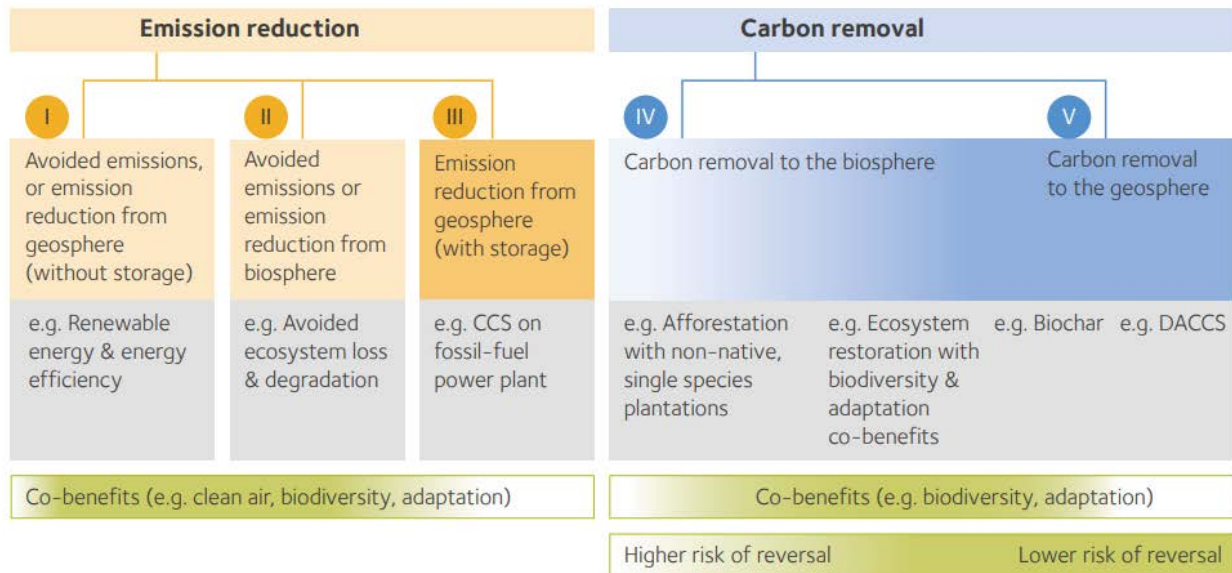 Emission reduction
Carbon removal
I
II
III
IV
V
Avoided emissions,
or emission
reduction from
geosphere
(without storage)
Avoided
emissions or
emission
reduction from
biosphere
Emission
reduction from
geosphere
(with storage)
Carbon removal to the biosphere
Carbon removal
to the geosphere
e.g. Renewable
energy & energy
efficiency
e.g. Avoided
ecosystem loss
& degradation
e.g. CCS on
fossil-fuel
power plant
e.g. Afforestation
with non-native,
single species
plantations
e.g. Ecosystem
restoration with
biodiversity &
adaptation
co-benefits
e.g. Biochar
e.g. DACCS
Co-benefits (e.g. clean air, biodiversity, adaptation)
Co-benefits (e.g. biodiversity, adaptation)
Higher risk of reversal
Lower risk of reversal